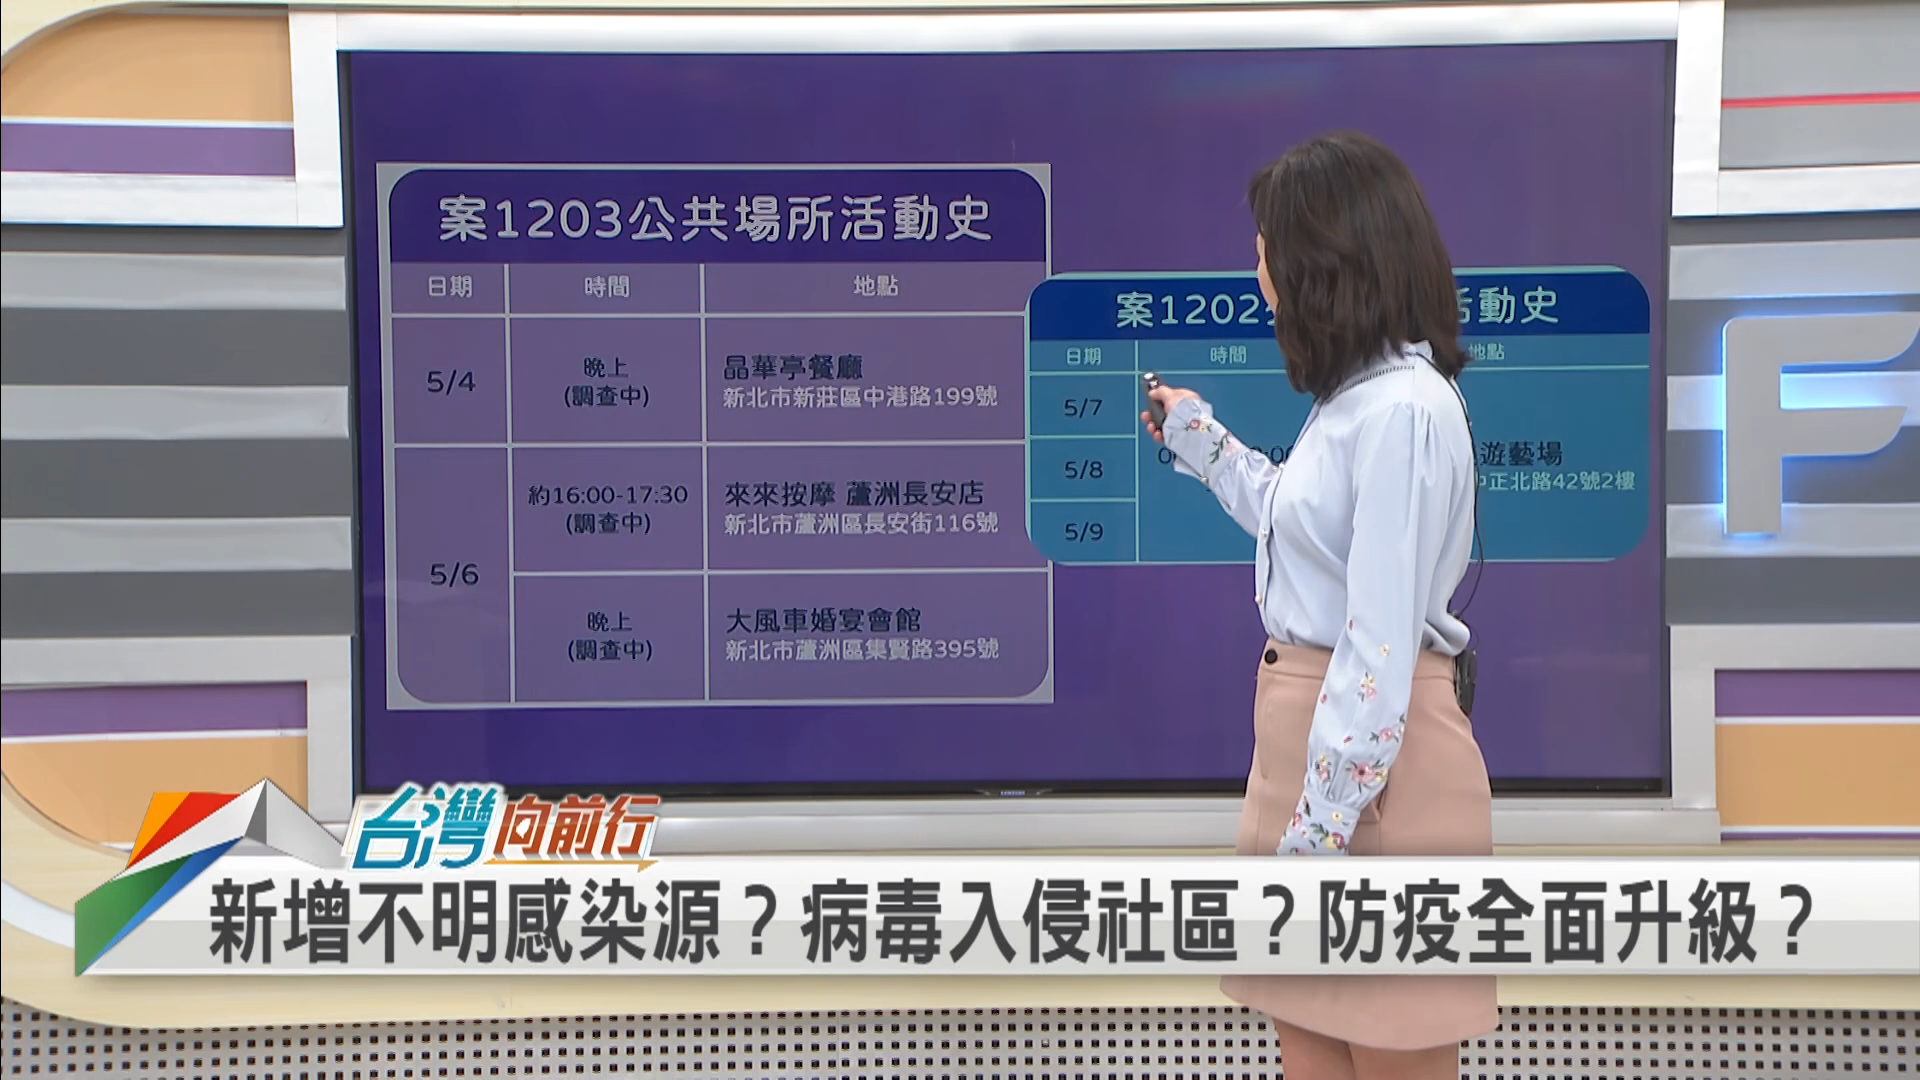 案1203公共場所活動史
日期 時間 地點
5/4 晚上 (調查中) 晶華亭餐廳
新北市新莊區中港路199號
5/6 約16:00-17:30 (調查中) 來來按摩 蘆洲長安店
新北市蘆洲區長安街116號
晚上 (調查中) 大風車婚宴會館
新北市蘆洲區集賢路395號
案1202 活動史
日期 時間 地點
5/7
5/8
5/9
遊藝場
中正北路42號2樓
F
台灣向前行
新增不明感染源？病毒入侵社區？防疫全面升級？